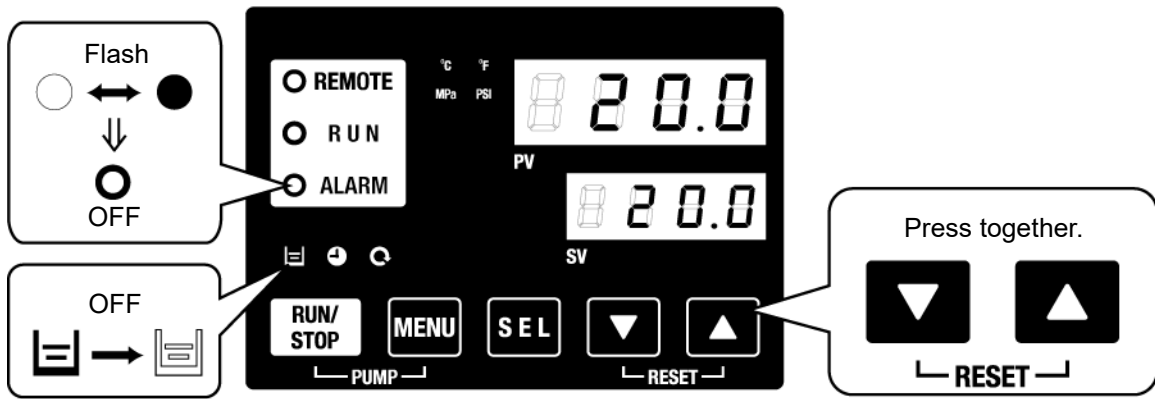 Flash
OFF
OFF
REMOTE
RUN
ALARM
°C °F
MPa PSI
20.0
PV
20.0
SV
RUN/
STOP
MENU
SEL
PUMP
RESET
Press together.
RESET